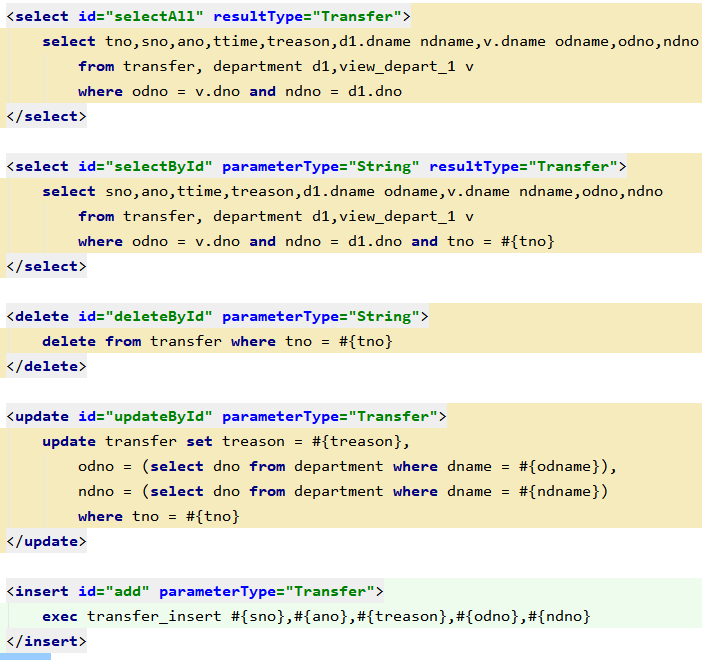 <select id="selectAll" resultType="Transfer">
select tno,sno,ano,ttime,treason,d1.dname ndname,v.dname odname,odno,ndno
from transfer, department d1,view_depart_1 v
where odno = v.dno and ndno = d1.dno
</select>
<select id="selectById" parameterType="String" resultType="Transfer">
select sno,ano,ttime,treason,d1.dname odname,v.dname ndname,odno,ndno
from transfer, department d1,view_depart_1 v
where odno = v.dno and ndno = d1.dno and tno = #{tno}
</select>
<delete id="deleteById" parameterType="String">
delete from transfer where tno = #{tno}
</delete>
<update id="updateById" parameterType="Transfer">
update transfer set treason = #{treason},
odno = (select dno from department where dname = #{odname}),
ndno = (select dno from department where dname = #{ndname})
where tno = #{tno}
</update>
<insert id="add" parameterType="Transfer">
exec transfer_insert #{sno},#{ano},#{treason},#{odno},#{ndno}
</insert>